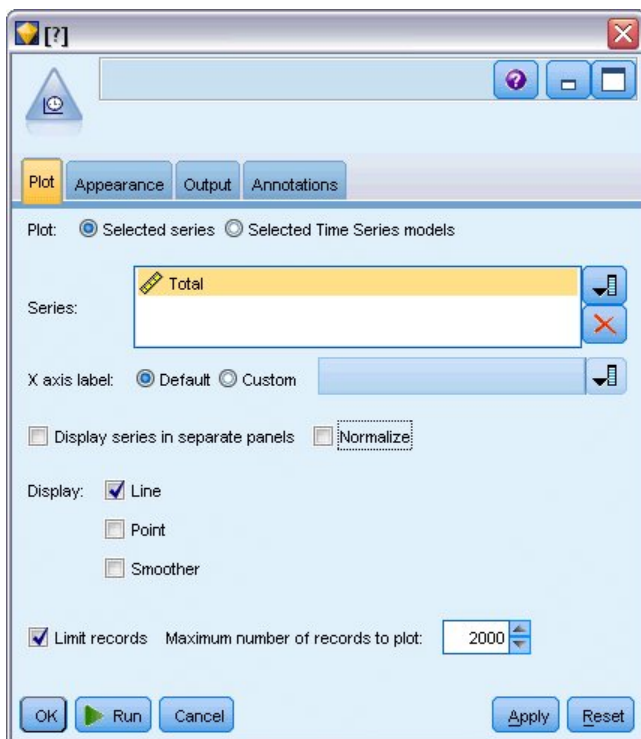 [?]
Plot Appearance Output Annotations
Plot: Selected series Selected Time Series models
Series: Total
X axis label: Default Custom
Display series in separate panels Normalize
Display: Line
Point
Smoother
Limit records Maximum number of records to plot: 2000
OK Run Cancel Apply Reset